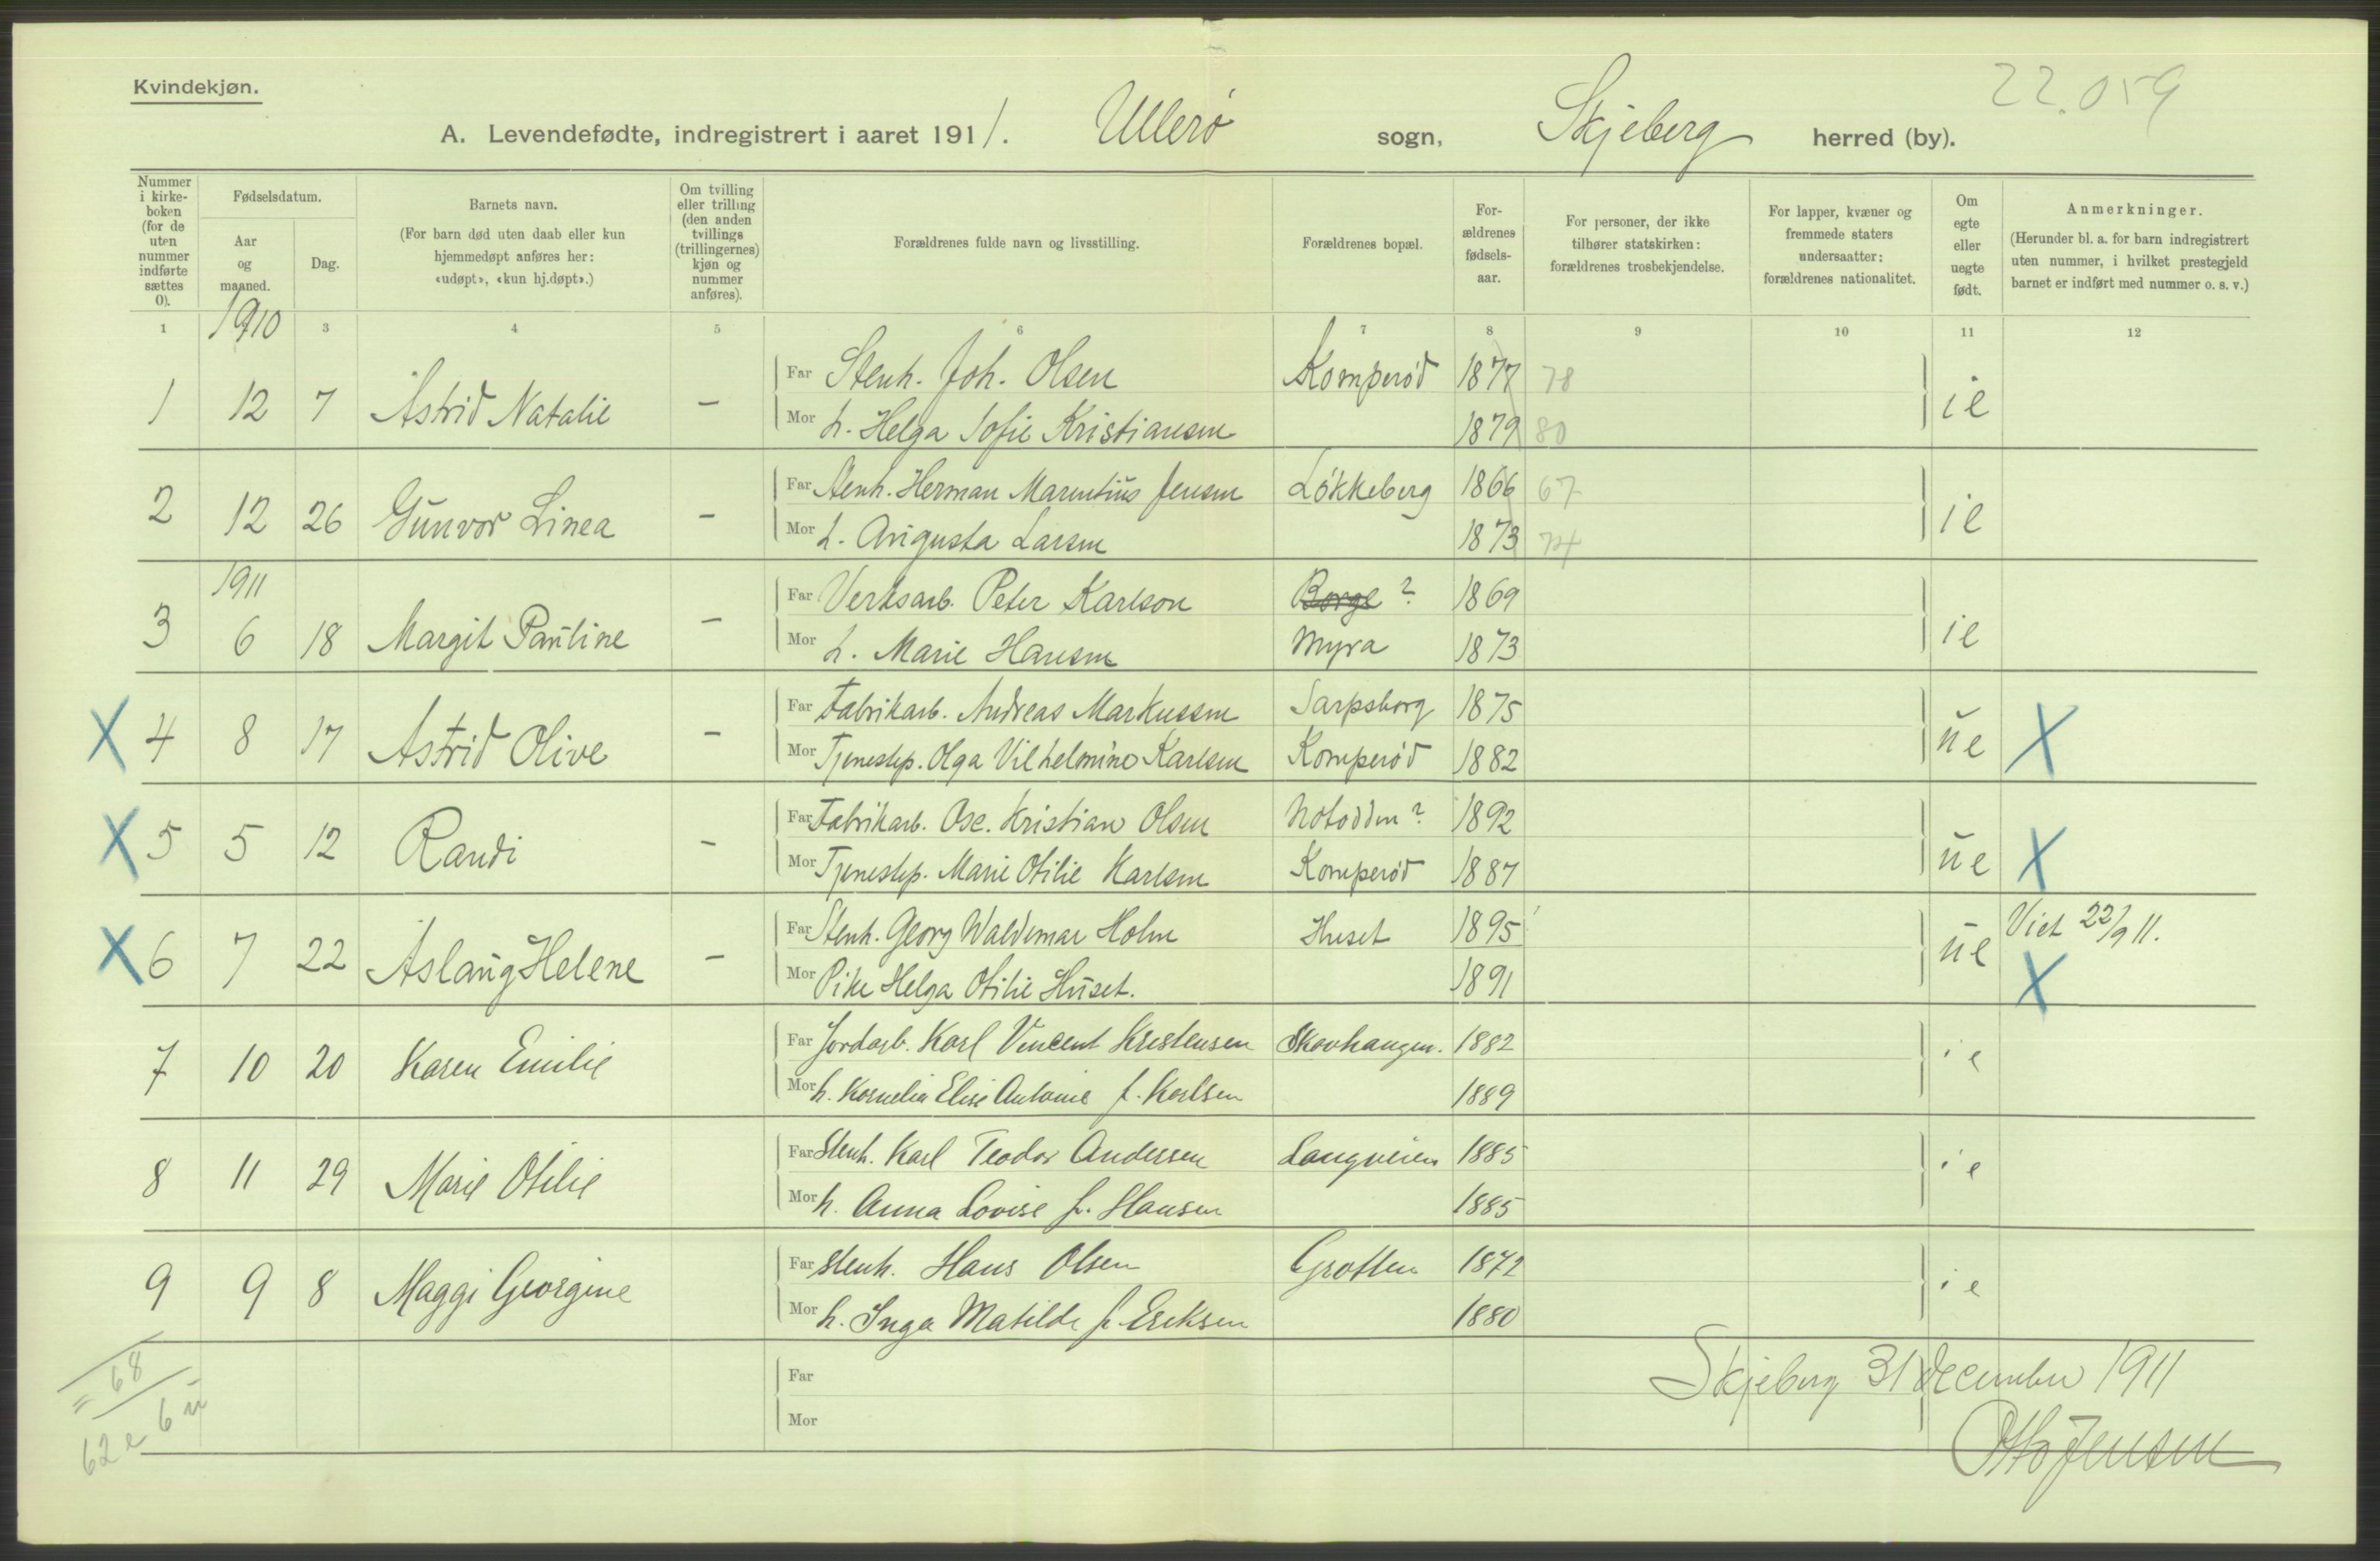 Kvindekjøn.
22.059
A. Levendefødte, indregistrert i aaret 1911. Ullerø sogn, Skjeberg herred (by).
Nummer i kirke-boken (for de uten nummer indførte sættes 0).
Fødselsdatum.
Aar og maaned.
Dag.
Barnets navn.
(For barn død uten daab eller kun hjemmedøpt anføres her: «udøpt», «kun hj.døpt».)
Om tvilling eller trilling (den anden tvillings (trillingernes) kjøn og nummer anføres).
Forældrenes fulde navn og livsstilling.
Forældrenes bopæl.
For-ældrenes fødsels-aar.
For personer, der ikke tilhører statskirken: forældrenes trosbekjendelse.
For lapper, kvæner og fremmede staters undersaatter: forældrenes nationalitet.
Om egte eller uegte født.
Anmerkninger.
(Herunder bl. a. for barn indregistrert uten nummer, i hvilket prestegjeld barnet er indført med nummer o. s. v.)
1 1910 3 4 5 6 7 8 9 10 11 12
Far Stenh. Joh. Olsen Komperød 1877 78
1 12 7 Astrid Natalie – ie
Mor h. Helga Sofie Kristiansen 1879 80
Far Stenh. Herman Marentius Jensen Løkkeberg 1866 67
2 12 26 Gunvor Linea – ie
Mor h. Augusta Larsen 1873 74
1911
Far Verksarb. Peter Karlson Borge ? 1869
3 6 18 Margit Pauline – ie
Mor h. Marie Hansen Myra 1873
Far Fabrikarb. Andreas Markussen Sarpsborg 1875
X 4 8 17 Astrid Olive – ue X
Mor Tjenestep. Olga Vilhelmine Karlsen Komperød 1882
Far Fabrikarb. Osc. Kristian Olsen Notodden ? 1892
X 5 5 12 Randi – ue X
Mor Tjenestep. Marie Otilie Karlsen Komperød 1887
Far Stenh. Georg Waldemar Holm Huset 1895 Viet 22/9 11.
X 6 7 22 Aslaug Helene – ue X
Mor Pike Helga Otilie Huset. 1891
Far Jordarb. Karl Vincent Kristensen Skovhaugen. 1882
7 10 20 Karen Emilie ie
Mor h. Kornelia Elise Antonie f. Karlsen 1889
Far Stenh. Karl Teodor Andersen Langveien 1885
8 11 29 Marie Otilie ie
Mor h. Anna Lovise f. Hansen 1885
Far Stenh. Hans Olsen Grotten 1872
9 9 8 Maggi Georgine ie
Mor h. Inga Matilde f. Eriksen 1880
= 68
62 e 6 u
Far
Mor
Skjeberg 31 december 1911
Otto Jensen